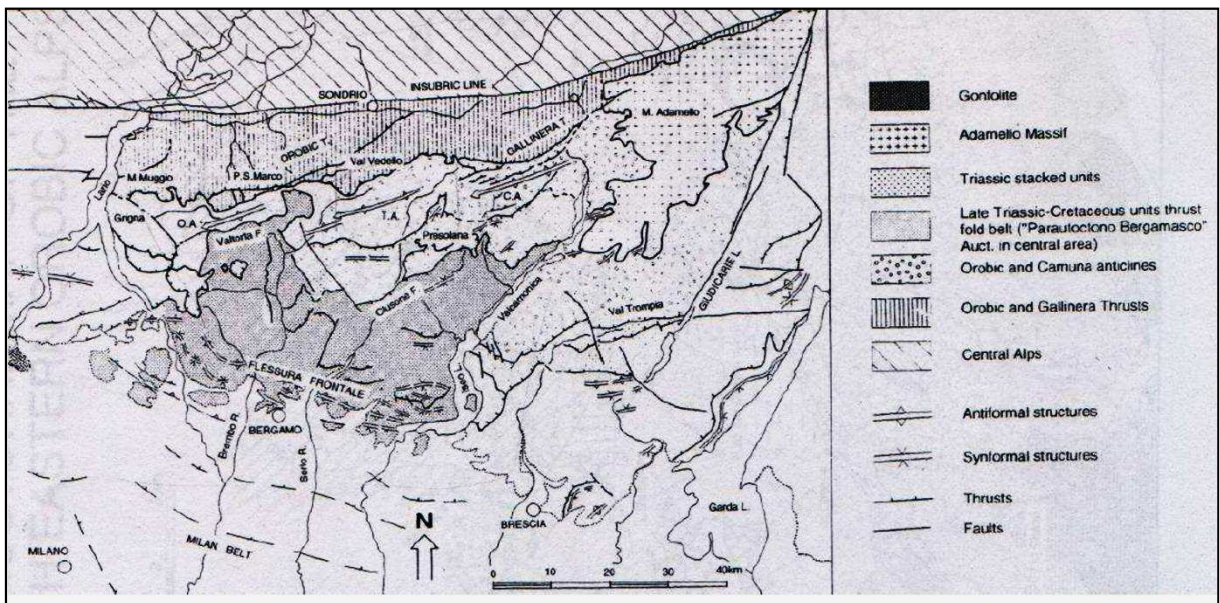 INSUBRIC LINE
SONDRIO
M. Adamello
GALLINERA T.
OROBIC T.
Val Vedello
P.S. Marco
M.Muggio
Lario
Grigna
O.A
T.A.
C.A
Valtorta F.
Presolana
Clusone F.
Valcamonica
Val Trompia
GIUDICARIE L
FLESSURA FRONTALE
Iseo L.
BERGAMO
Brembo R.
Serio R.
MILAN BELT
MILANO
N
BRESCIA
Garda L.
0 10 20 30 40km
Gonfolite
Adamello Massif
Triassic stacked units
Late Triassic-Cretaceous units thrust
fold belt ("Parautoctono Bergamasco"
Auct. in central area)
Orobic and Camuna anticlines
Orobic and Gallinera Thrusts
Central Alps
Antiformal structures
Synformal structures
Thrusts
Faults